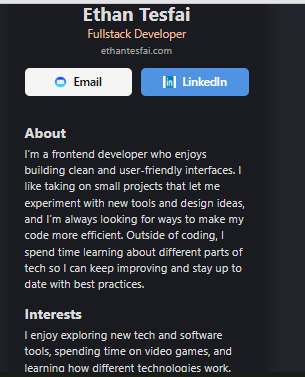 Ethan Tesfai
Fullstack Developer
ethantesfai.com
Email
LinkedIn
About
I'm a frontend developer who enjoys
building clean and user-friendly interfaces. I
like taking on small projects that let me
experiment with new tools and design ideas,
and I'm always looking for ways to make my
code more efficient. Outside of coding, I
spend time learning about different parts of
tech so I can keep improving and stay up to
date with best practices.
Interests
I enjoy exploring new tech and software
tools, spending time on video games, and
learning how different technologies work.